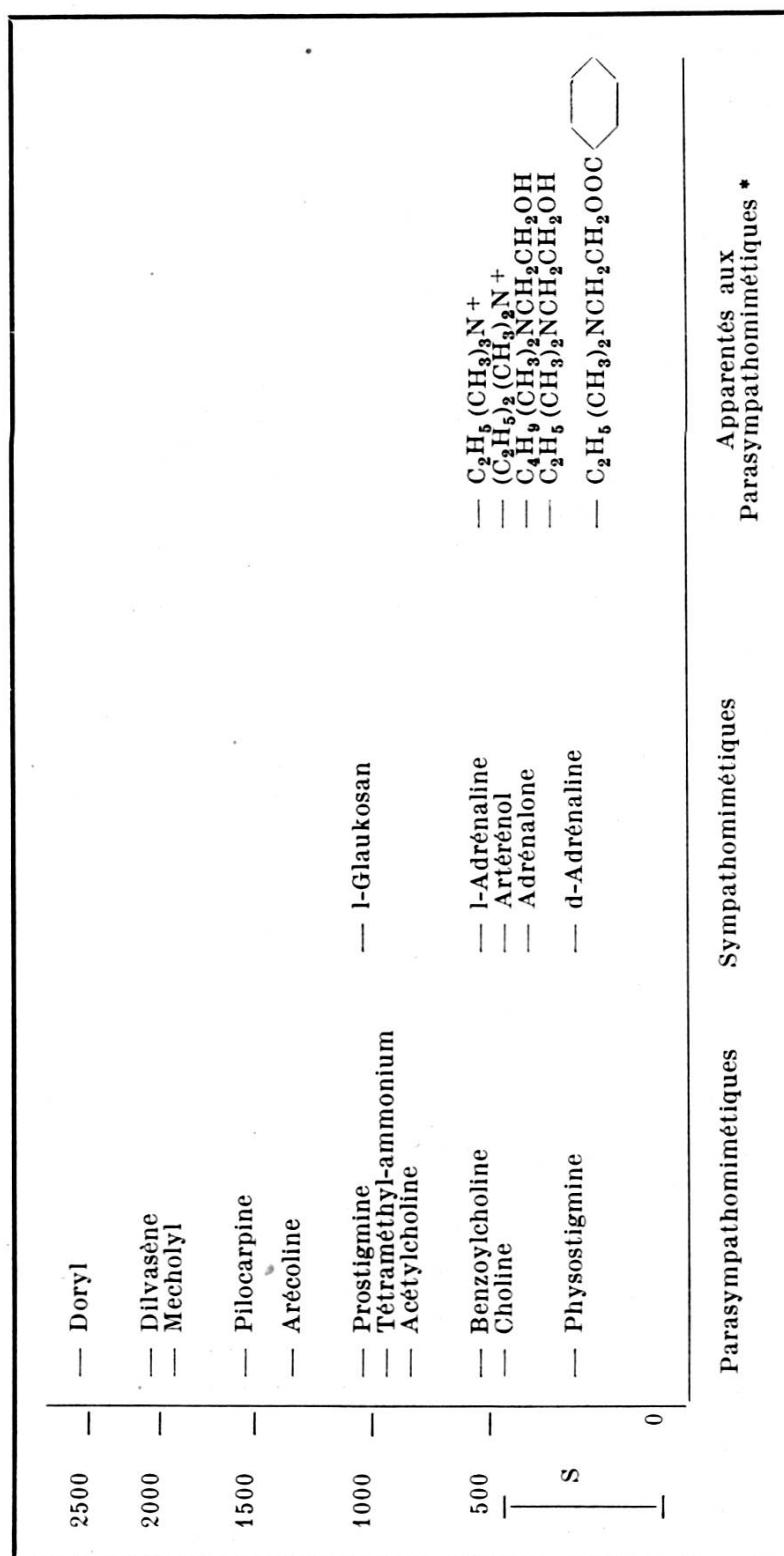 2500
2000
1500
1000
500
0
S
— Doryl
— Dilvasène
— Mecholyl
— Pilocarpine
— Arécoline
— Prostigmine
— Tétraméthyl-ammonium
— Acétylcholine
— Benzoylcholine
— Choline
— Physostigmine
Parasympathomimétiques
— l-Glaukosan
— l-Adrénaline
— Artérénol
— Adrénalone
— d-Adrénaline
Sympathomimétiques
— C₂H₅(CH₃)₃N+
— (C₂H₅)₂(CH₃)₂N+
— C₄H₉(CH₃)₂NCH₂CH₂OH
— C₂H₅(CH₃)₂NCH₂CH₂OH
— C₂H₅(CH₃)₂NCH₂CH₂OOC
Apparentés aux
Parasympathomimétiques *